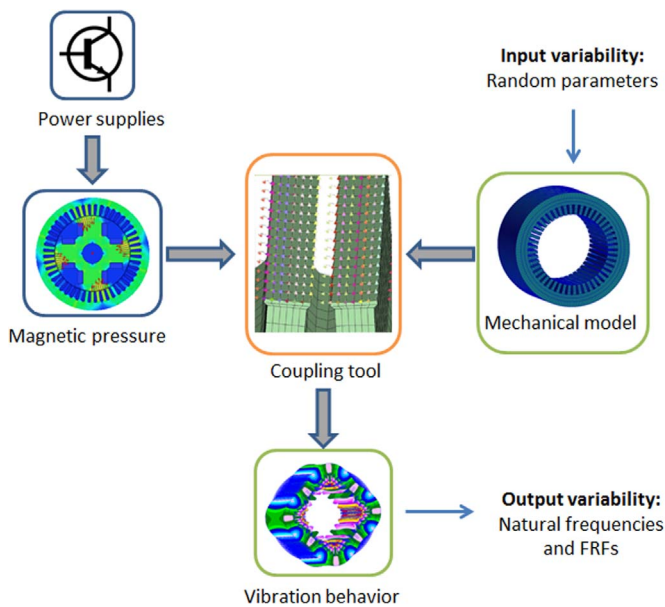 Power supplies
Input variability:
Random parameters
Magnetic pressure
Coupling tool
Mechanical model
Vibration behavior
Output variability:
Natural frequencies
and FRFs